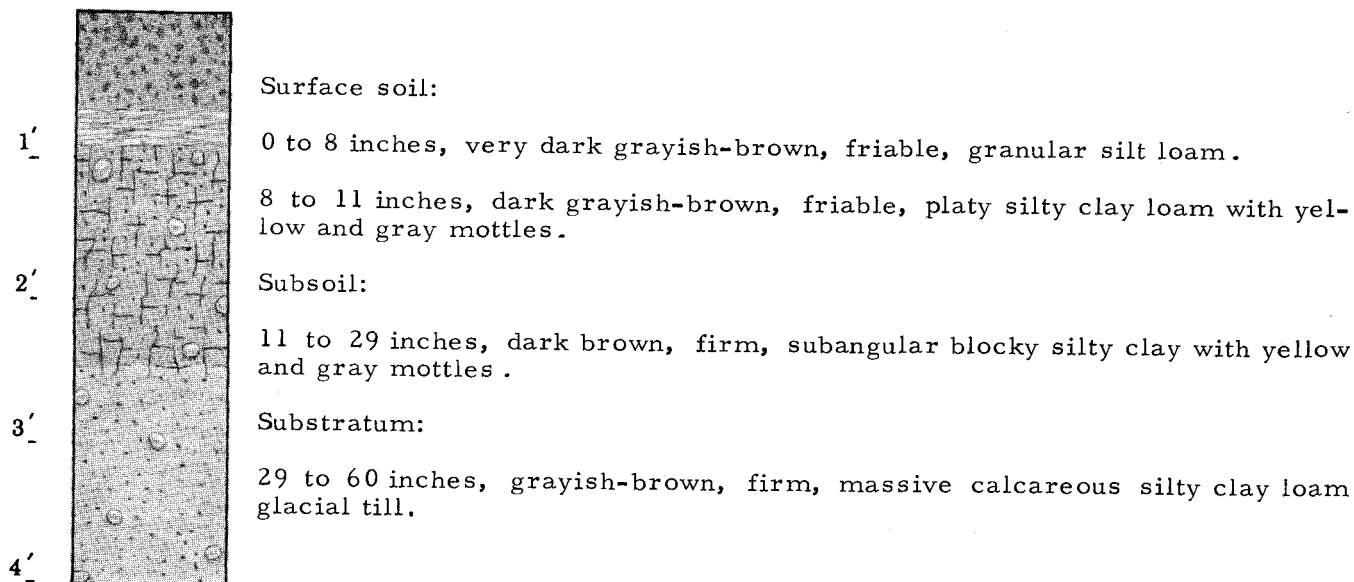 Surface soil:
1'
0 to 8 inches, very dark grayish-brown, friable, granular silt loam.
8 to 11 inches, dark grayish-brown, friable, platy silty clay loam with yel-
low and gray mottles.
2'
Subsoil:
11 to 29 inches, dark brown, firm, subangular blocky silty clay with yellow
and gray mottles.
3'
Substratum:
29 to 60 inches, grayish-brown, firm, massive calcareous silty clay loam
glacial till.
4'